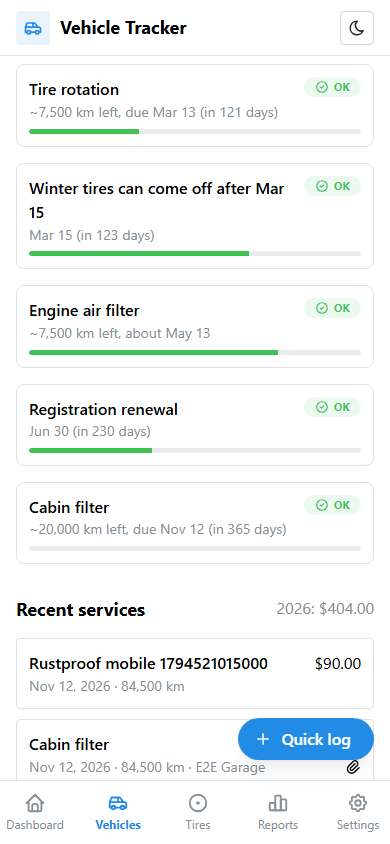 Vehicle Tracker
Tire rotation
OK
~7,500 km left, due Mar 13 (in 121 days)
Winter tires can come off after Mar
15
OK
Mar 15 (in 123 days)
Engine air filter
OK
~7,500 km left, about May 13
Registration renewal
OK
Jun 30 (in 230 days)
Cabin filter
OK
~20,000 km left, due Nov 12 (in 365 days)
Recent services
2026: $404.00
Rustproof mobile 1794521015000
$90.00
Nov 12, 2026 · 84,500 km
Cabin filter
Quick log
Nov 12, 2026 · 84,500 km · E2E Garage
Dashboard
Vehicles
Tires
Reports
Settings